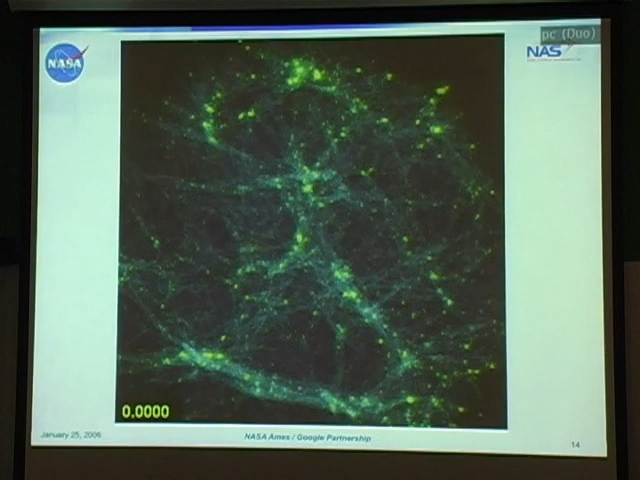 pc (Duo)
NASA
NAS
0.0000
January 25, 2006
NASA Ames / Google Partnership
14